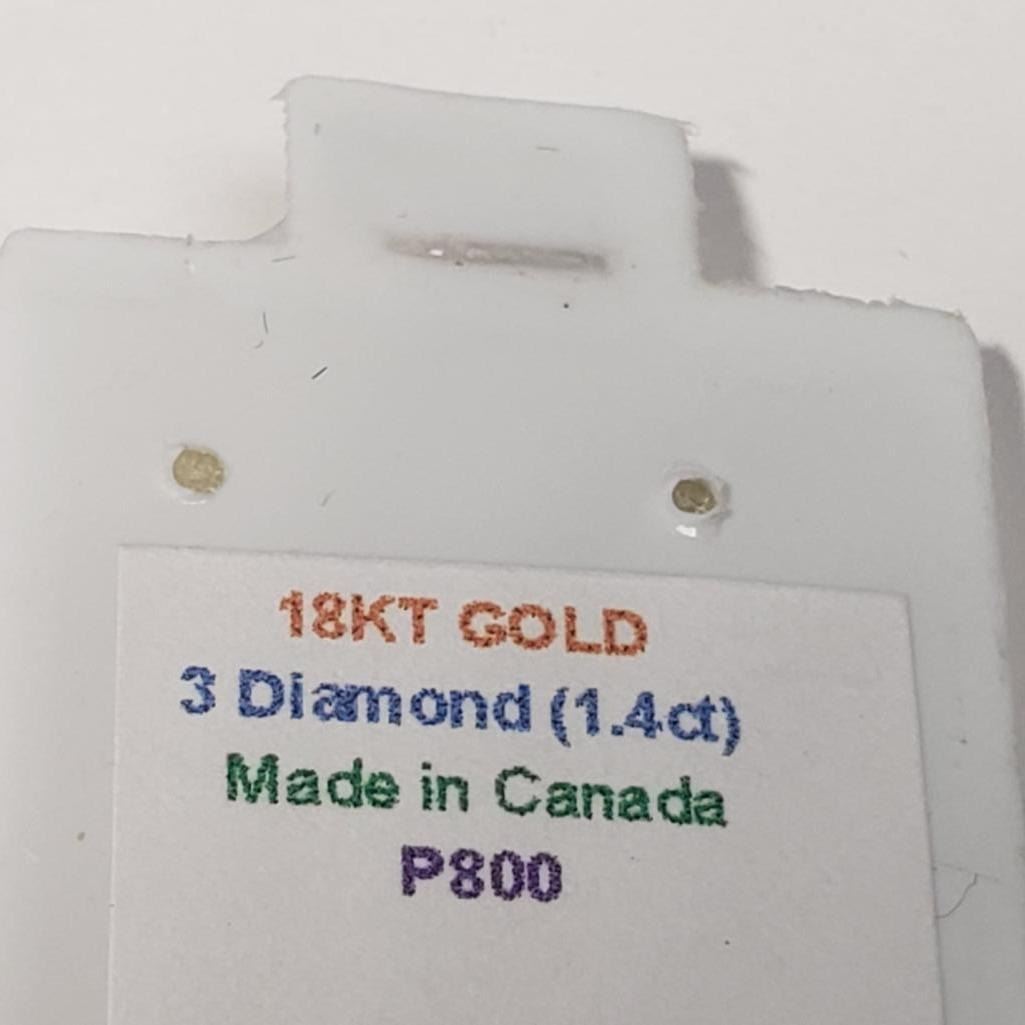 18KT GOLD
3 Diamond (1.4ct)
Made in Canada
P800